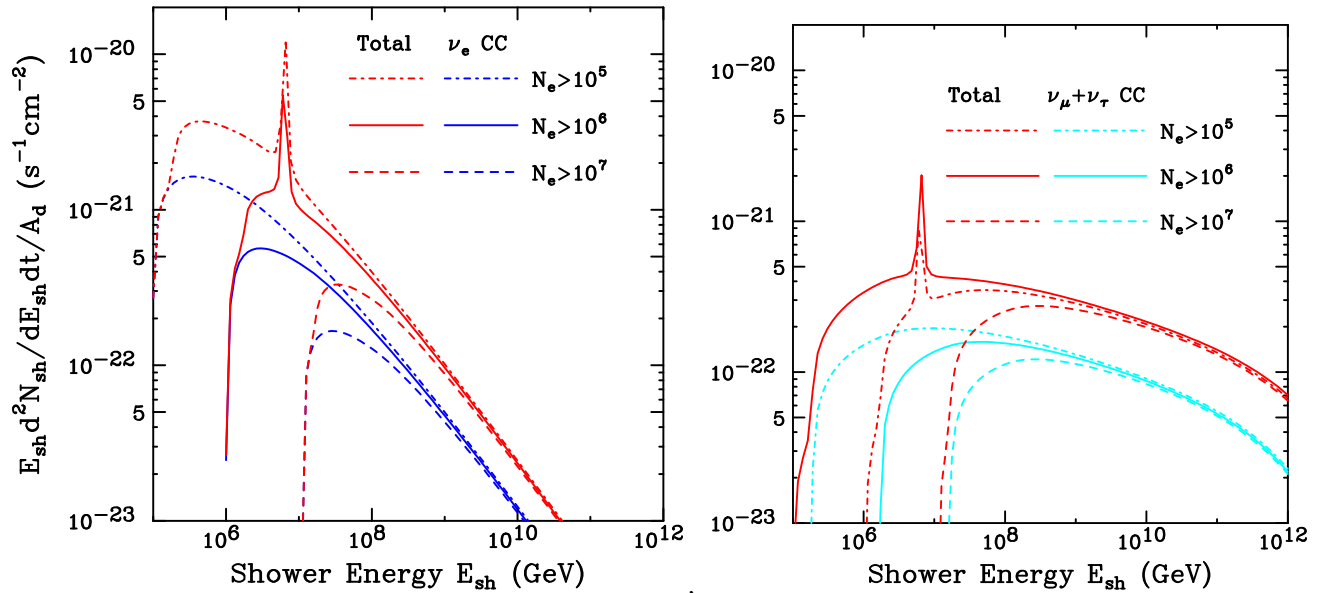 Total ν_e CC
N_e>10^5
N_e>10^6
N_e>10^7
10^-20
5
10^-21
5
10^-22
5
10^-23
E_sh d^2N_sh/dE_sh dt/A_d (s^-1cm^-2)
10^6 10^8 10^10 10^12
Shower Energy E_sh (GeV)
Total ν_μ+ν_τ CC
N_e>10^5
N_e>10^6
N_e>10^7
10^-20
5
10^-21
5
10^-22
5
10^-23
10^6 10^8 10^10 10^12
Shower Energy E_sh (GeV)